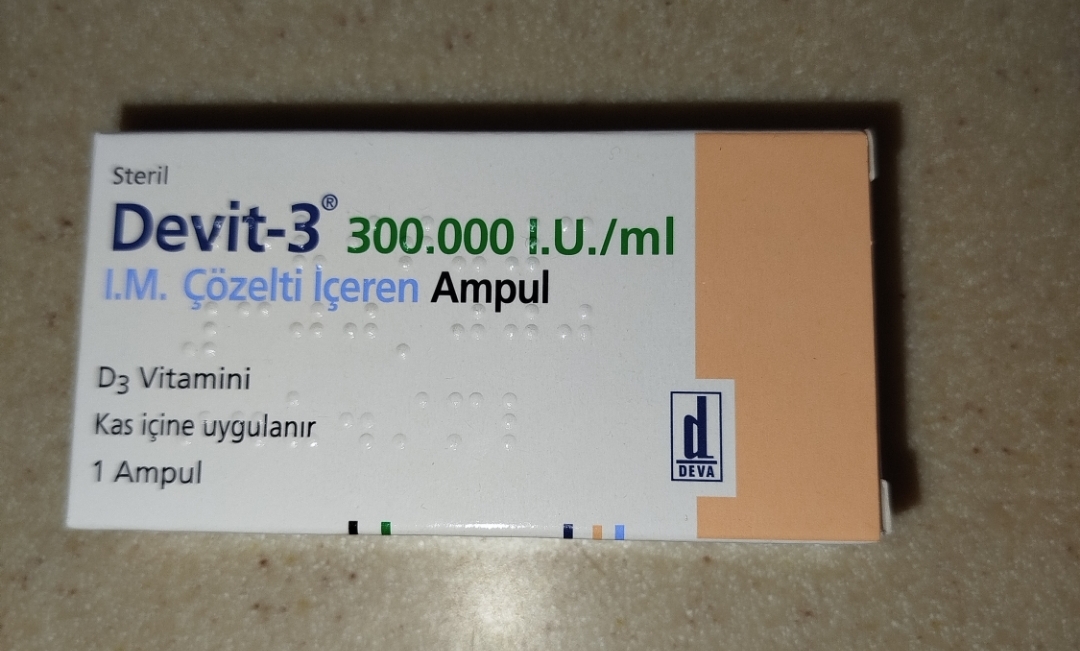 Steril
Devit-3® 300.000 I.U./ml
I.M. Çözelti İçeren Ampul
D3 Vitamini
Kas içine uygulanır
1 Ampul
d
DEVA